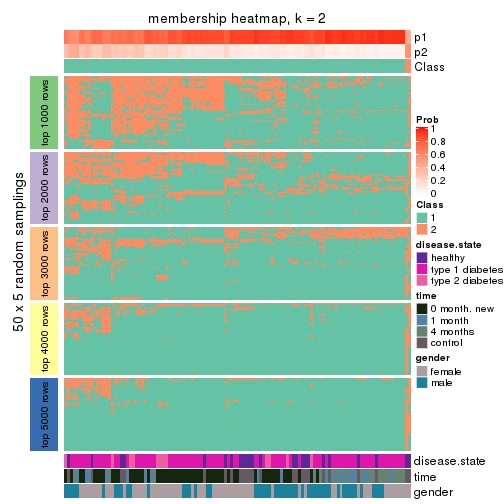 membership heatmap, k = 2
p1
p2
Class
50 x 5 random samplings
top 1000 rows
top 2000 rows
top 3000 rows
top 4000 rows
top 5000 rows
Prob
1
0.8
0.6
0.4
0.2
0
Class
1
2
disease.state
healthy
type 1 diabetes
type 2 diabetes
time
0 month. new
1 month
4 months
control
gender
female
male
disease.state
time
gender